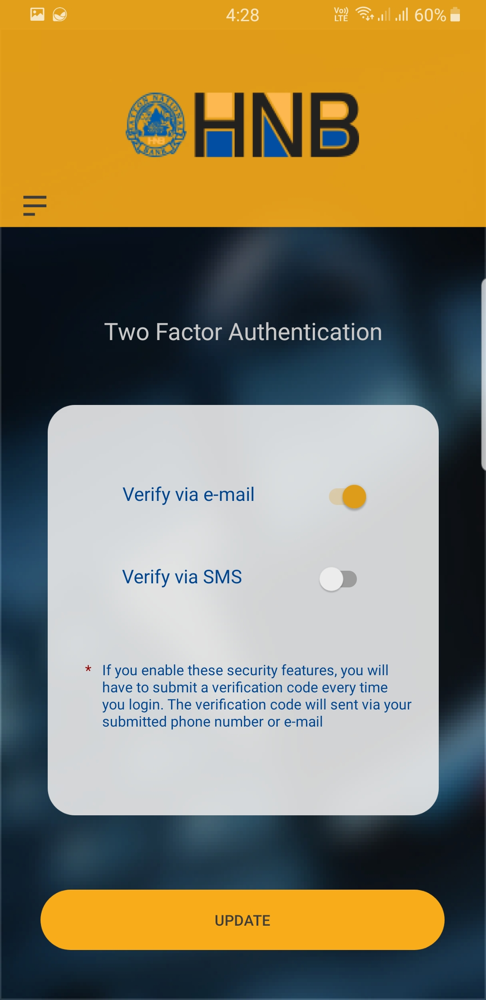 4:28
Vo)) LTE
60%
HATTON NATIONAL
HNB
BANK
HNB
Two Factor Authentication
Verify via e-mail
Verify via SMS
* If you enable these security features, you will
have to submit a verification code every time
you login. The verification code will sent via your
submitted phone number or e-mail
UPDATE